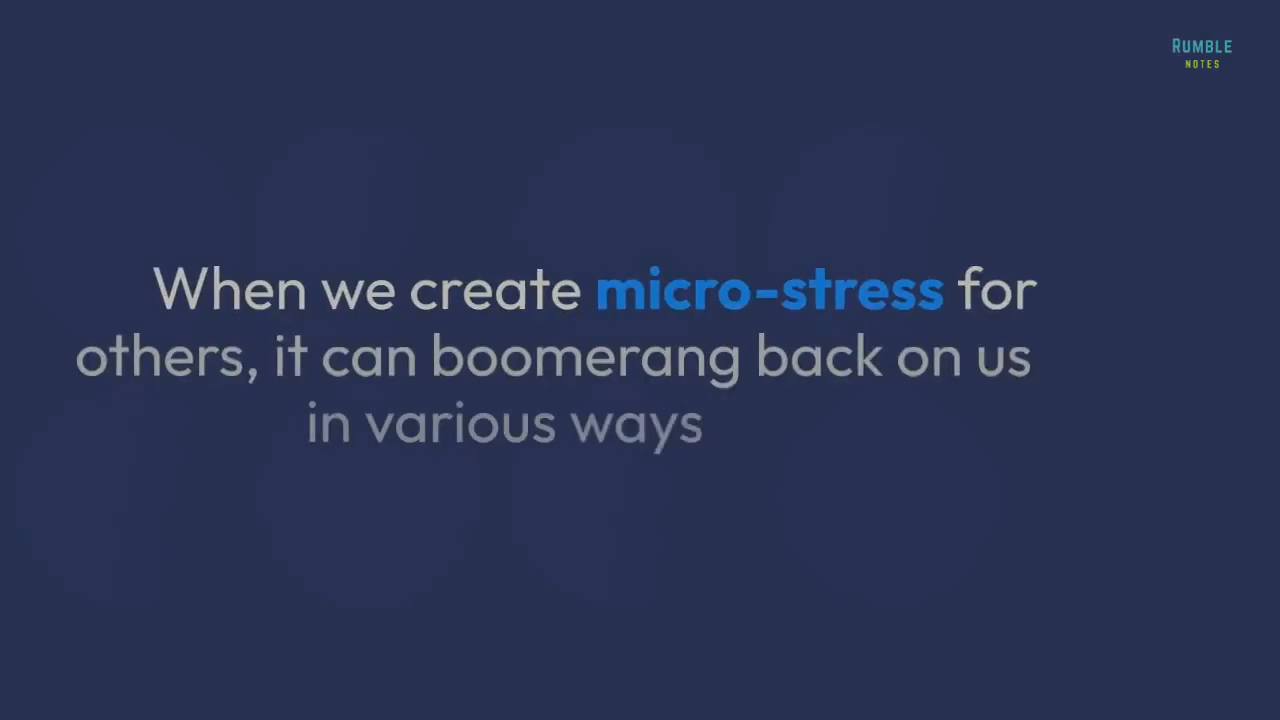 RUMBLE
NOTES
When we create micro-stress for
others, it can boomerang back on us
in various ways